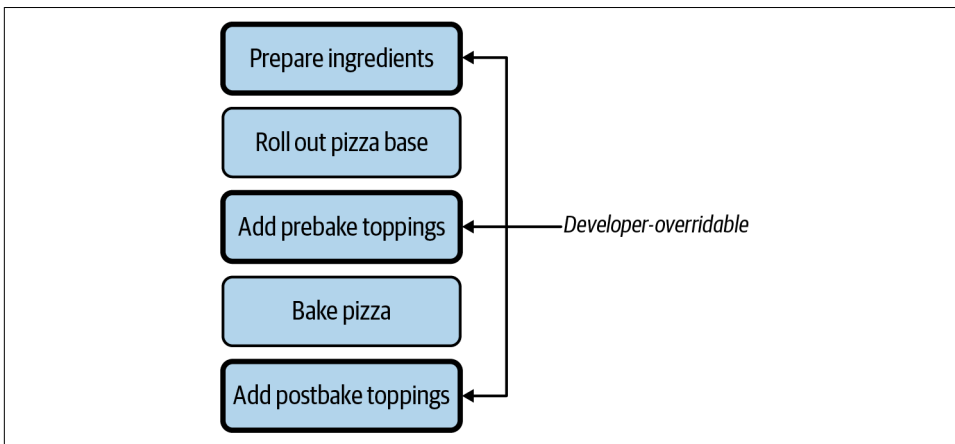 Prepare ingredients
Roll out pizza base
Add prebake toppings
Developer-overridable
Bake pizza
Add postbake toppings